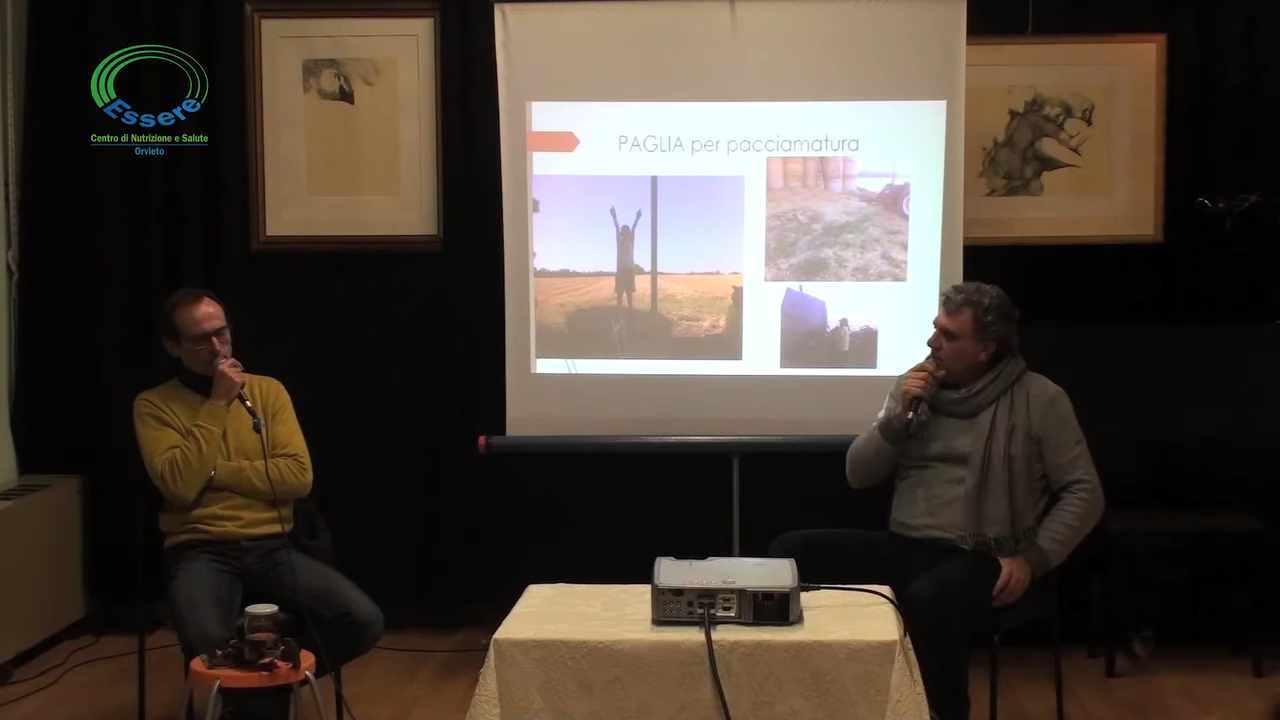 Essere
Centro di Nutrizione e Salute
Orvieto
PAGLIA per pacciamatura